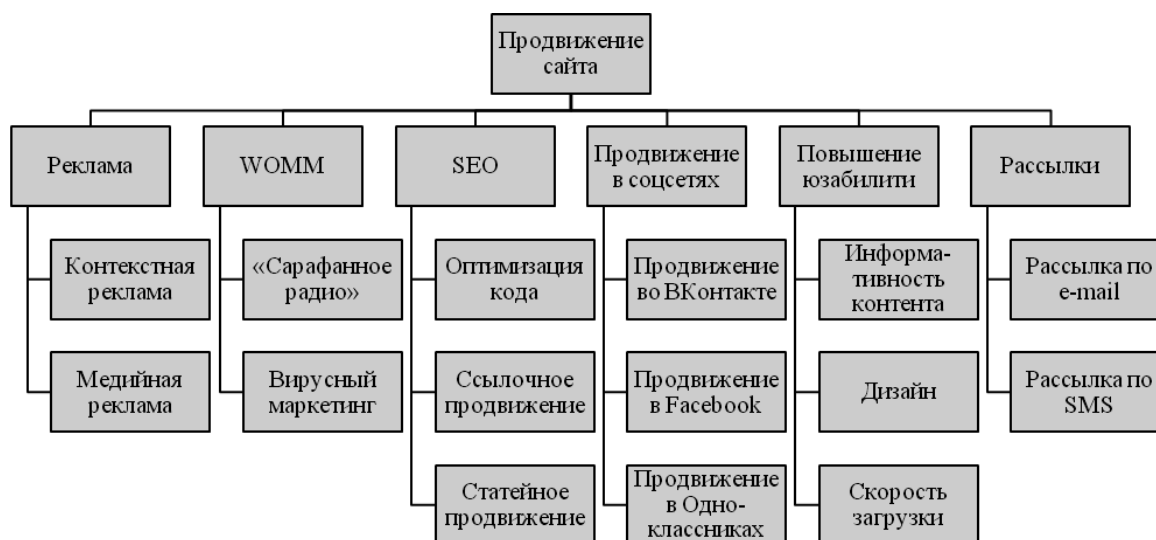 Продвижение
сайта
Реклама
WOMM
SEO
Продвижение
в соцсетях
Повышение
юзабилити
Рассылки
Контекстная
реклама
«Сарафанное
радио»
Оптимизация
кода
Продвижение
во ВКонтакте
Информа-
тивность
контента
Рассылка по
e-mail
Медийная
реклама
Вирусный
маркетинг
Ссылочное
продвижение
Продвижение
в Facebook
Дизайн
Рассылка по
SMS
Статейное
продвижение
Продвижение
в Одно-
классниках
Скорость
загрузки